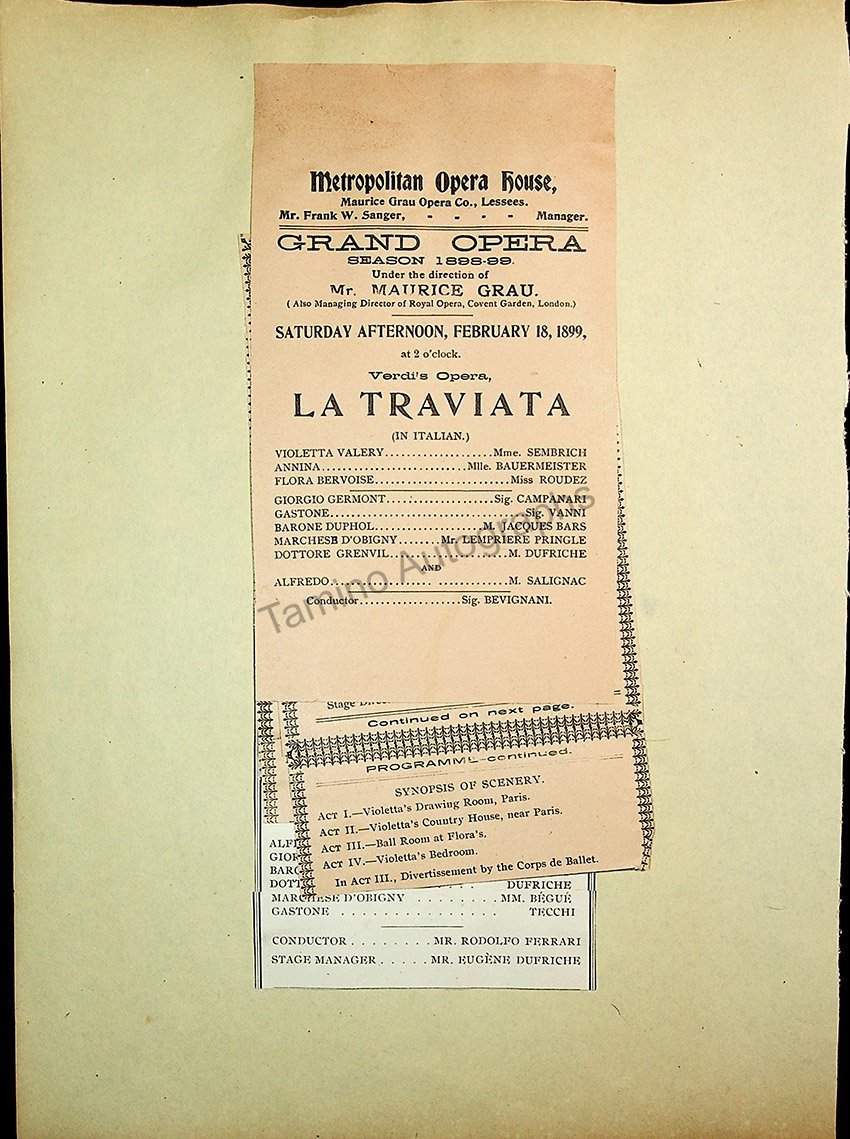 Metropolitan Opera House,
Maurice Grau Opera Co., Lessees.
Mr. Frank W. Sanger, - - - - Manager.
GRAND OPERA
SEASON 1898-99.
Under the direction of
Mr. MAURICE GRAU.
( Also Managing Director of Royal Opera, Covent Garden, London.)
SATURDAY AFTERNOON, FEBRUARY 18, 1899,
at 2 o'clock.
Verdi's Opera,
LA TRAVIATA
(IN ITALIAN.)
VIOLETTA VALERY....................Mme. SEMBRICH
ANNINA...........................Mlle. BAUERMEISTER
FLORA BERVOISE.........................Miss ROUDEZ
GIORGIO GERMONT....................Sig. CAMPANARI
GASTONE....................................Sig. VANNI
BARONE DUPHOL....................M. JACQUES BARS
MARCHESE D'OBIGNY........Mr. LEMPRIERE PRINGLE
DOTTORE GRENVIL......................M. DUFRICHE
AND
ALFREDO................................M. SALIGNAC
Conductor...................Sig. BEVIGNANI.
Tamino Autographs
Stage
Continued on next page.
PROGRAMME—continued.
SYNOPSIS OF SCENERY.
ACT I.—Violetta's Drawing Room, Paris.
ACT II.—Violetta's Country House, near Paris.
ACT III.—Ball Room at Flora's.
ACT IV.—Violetta's Bedroom.
In ACT III., Divertissement by the Corps de Ballet.
ALF
GIOR
BARO
DOTT . . . . DUFRICHE
MARCHESE D'OBIGNY . . . . . . . . MM. BÉGUÉ
GASTONE . . . . . . . . . . . . . . . . TECCHI
CONDUCTOR . . . . . . . . MR. RODOLFO FERRARI
STAGE MANAGER . . . . . MR. EUGÈNE DUFRICHE